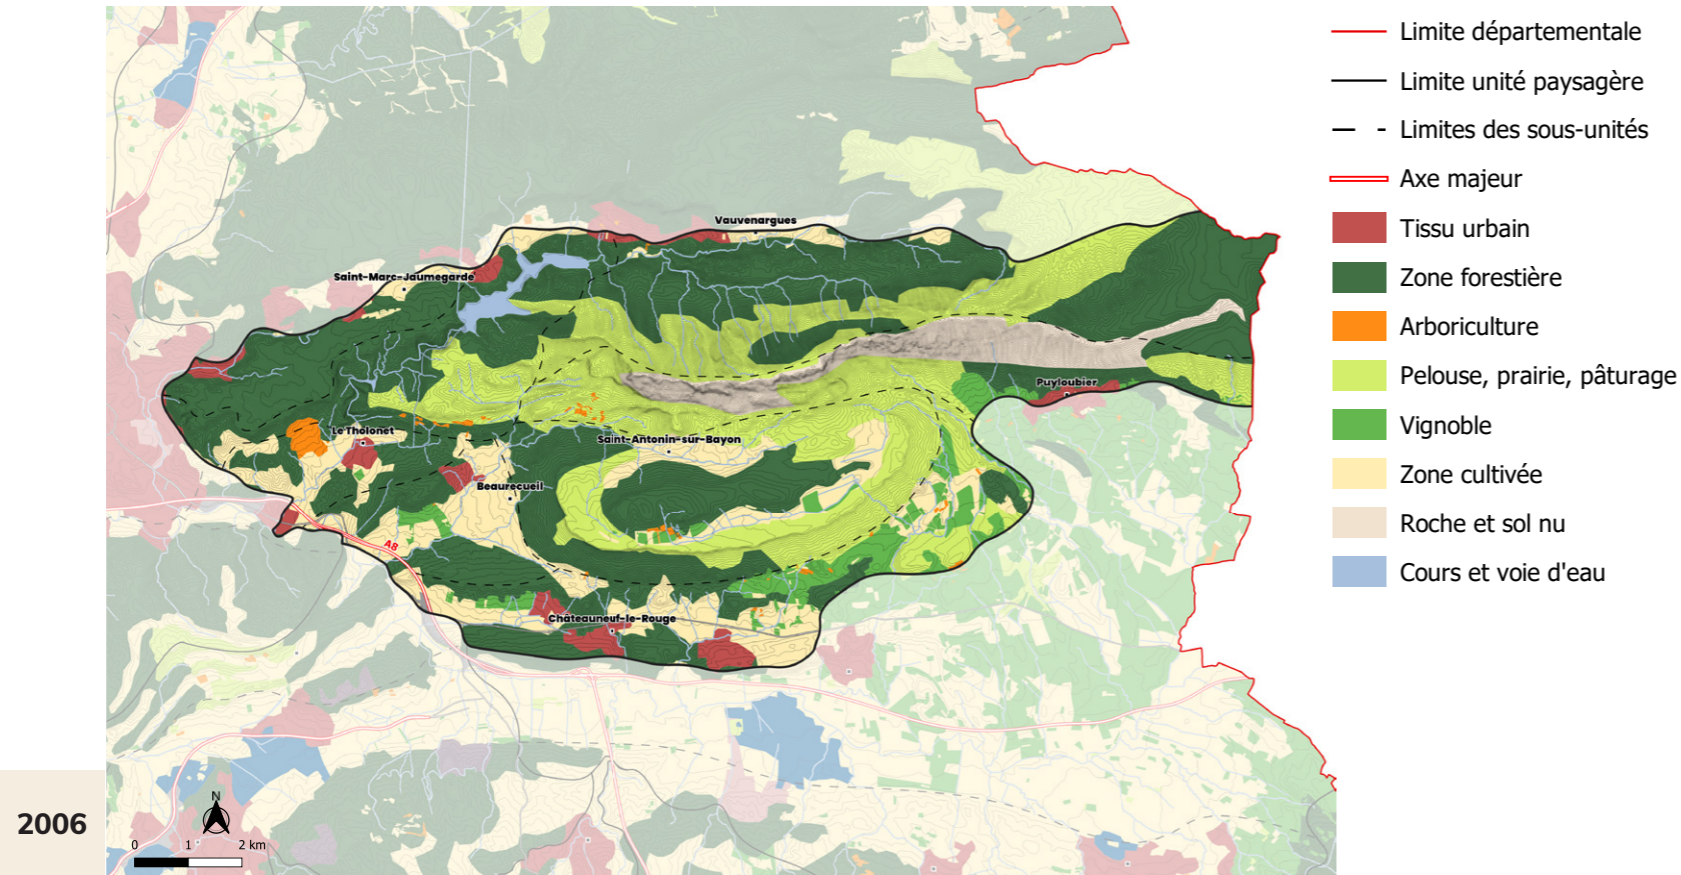 Limite départementale
Limite unité paysagère
Limites des sous-unités
Axe majeur
Tissu urbain
Zone forestière
Arboriculture
Pelouse, prairie, pâturage
Vignoble
Zone cultivée
Roche et sol nu
Cours et voie d'eau
Vauvenargues
Saint-Marc-Jaumegarde
Puyloubier
Le Tholonet
Saint-Antonin-sur-Bayon
Beaurecueil
A8
Châteauneuf-le-Rouge
2006
N
0 1 2 km